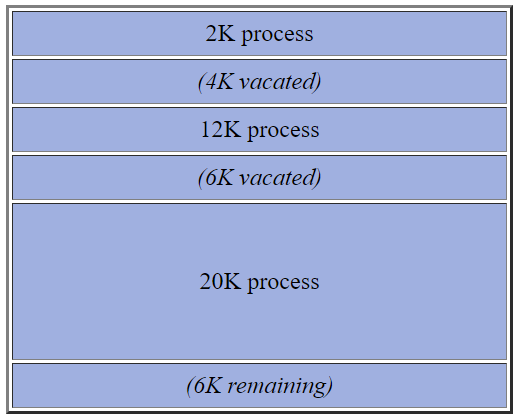 2K process
(4K vacated)
12K process
(6K vacated)
20K process
(6K remaining)